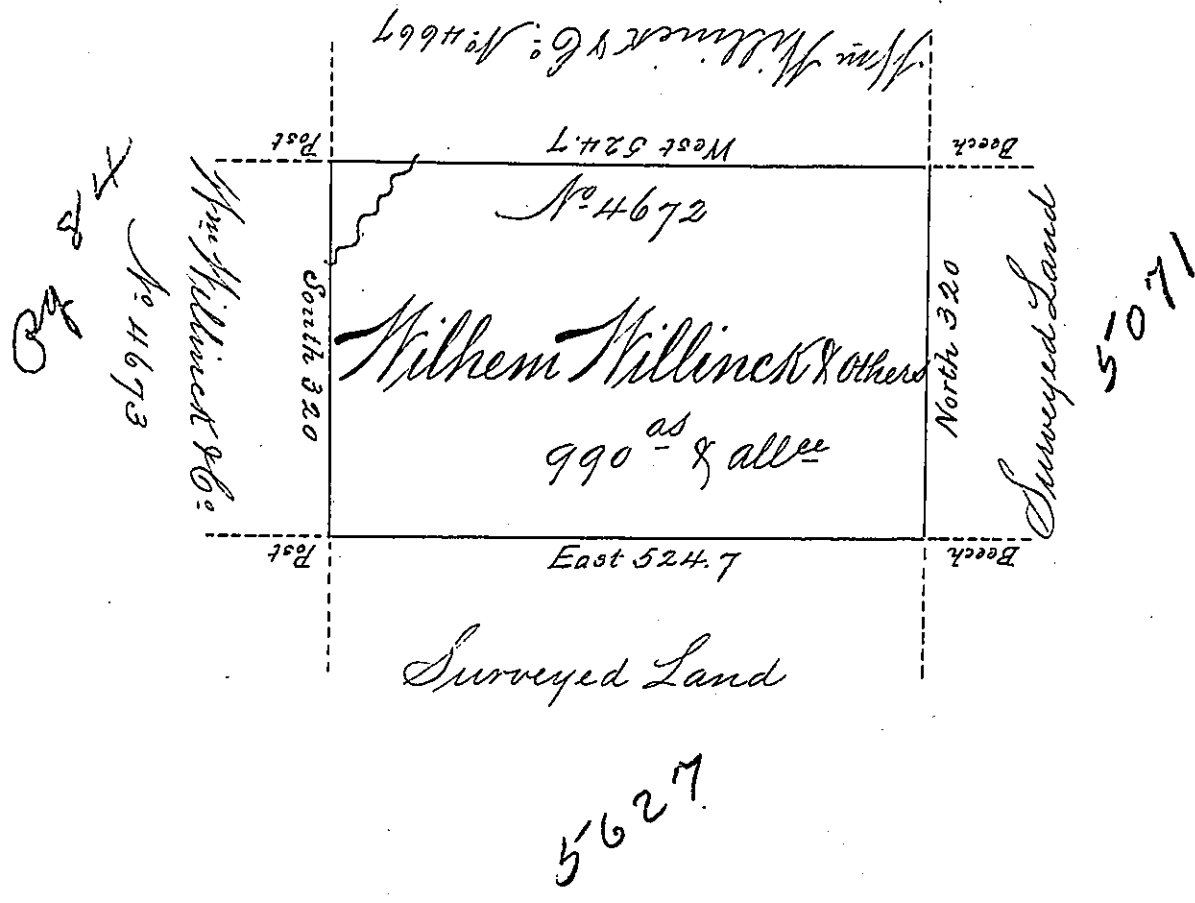 Wm Willinck & Co. No. 4667
Post
West 524.7
Beech
No 4672
Wilhem Willinck & others
990 as & allce
South 320
North 320
Wm Willinck & Co
No 4673
Surveyed Land
5071
Post
East 524.7
Beech
Surveyed Land
5627